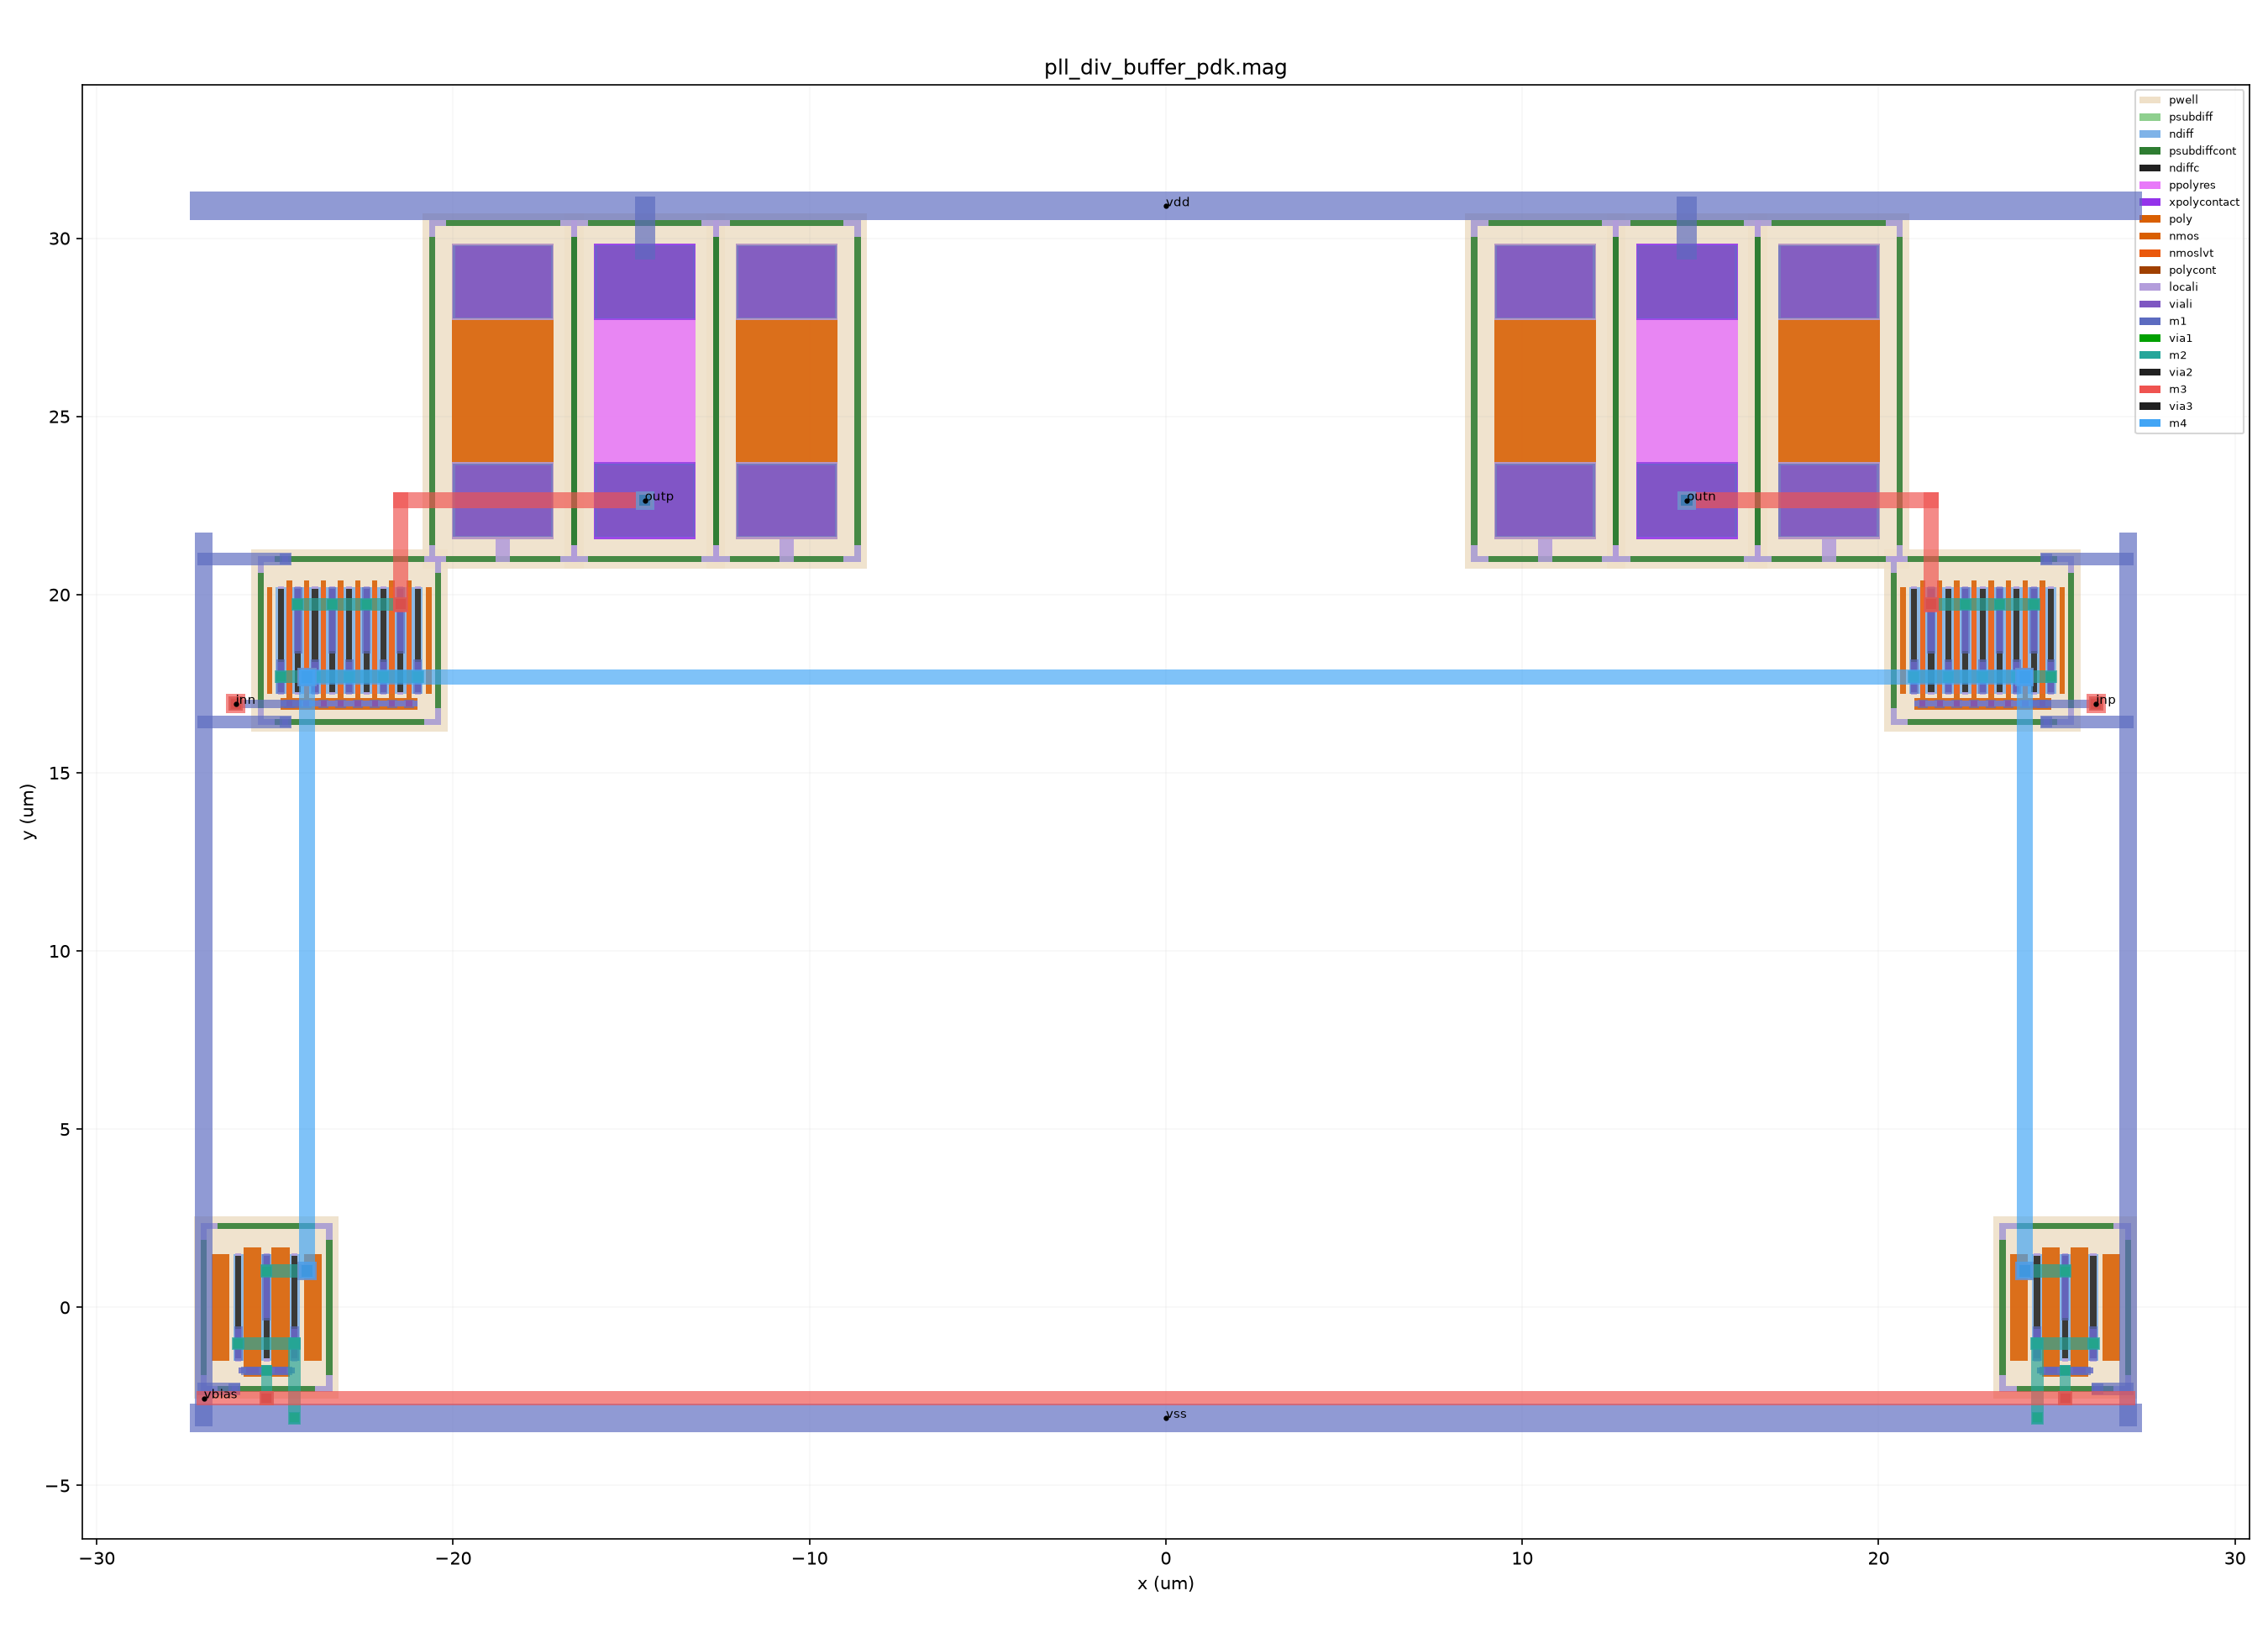 pll_div_buffer_pdk.mag
pwell
psubdiff
ndiff
psubdiffcont
ndiffc
ppolyres
xpolycontact
poly
nmos
nmoslvt
polycont
locali
viali
m1
via1
m2
via2
m3
via3
m4
vdd
outp
outn
inn
inp
vbias
vss
30
25
20
15
10
5
0
−5
y (um)
−30
−20
−10
0
10
20
30
x (um)